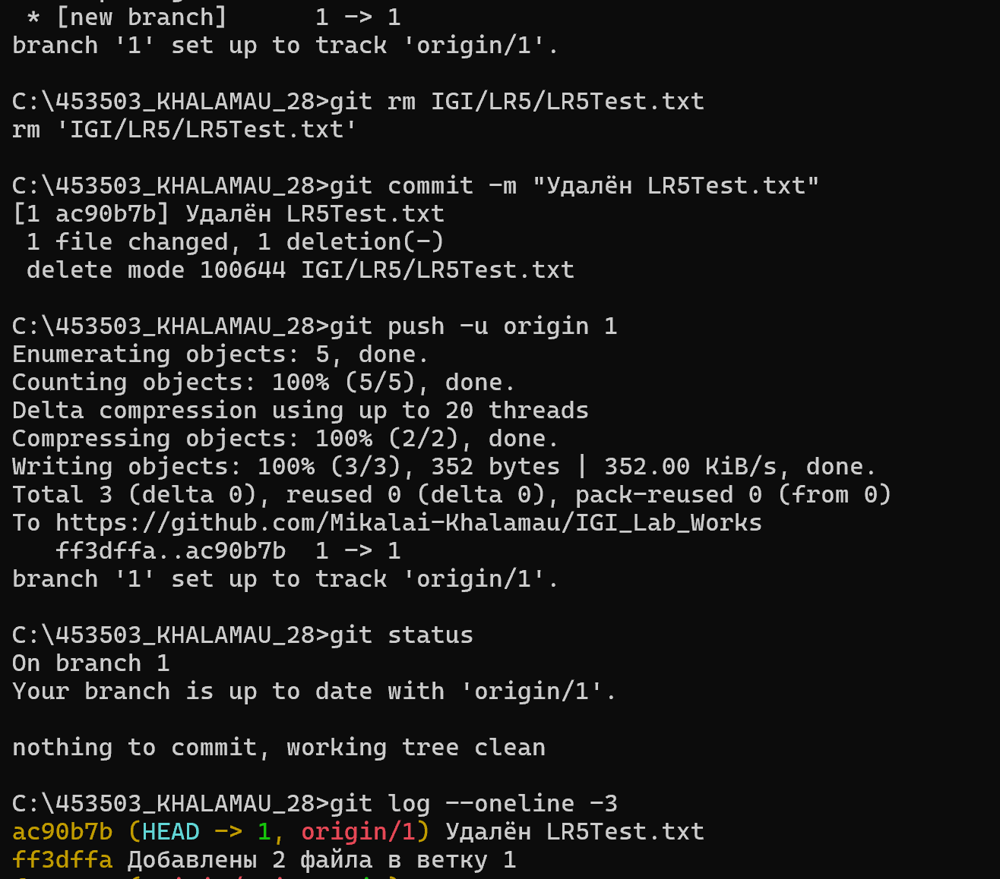 * [new branch]      1 -> 1
branch '1' set up to track 'origin/1'.
C:\453503_KHALAMAU_28>git rm IGI/LR5/LR5Test.txt
rm 'IGI/LR5/LR5Test.txt'
C:\453503_KHALAMAU_28>git commit -m "Удалён LR5Test.txt"
[1 ac90b7b] Удалён LR5Test.txt
 1 file changed, 1 deletion(-)
 delete mode 100644 IGI/LR5/LR5Test.txt
C:\453503_KHALAMAU_28>git push -u origin 1
Enumerating objects: 5, done.
Counting objects: 100% (5/5), done.
Delta compression using up to 20 threads
Compressing objects: 100% (2/2), done.
Writing objects: 100% (3/3), 352 bytes | 352.00 KiB/s, done.
Total 3 (delta 0), reused 0 (delta 0), pack-reused 0 (from 0)
To https://github.com/Mikalai-Khalamau/IGI_Lab_Works
   ff3dffa..ac90b7b  1 -> 1
branch '1' set up to track 'origin/1'.
C:\453503_KHALAMAU_28>git status
On branch 1
Your branch is up to date with 'origin/1'.
nothing to commit, working tree clean
C:\453503_KHALAMAU_28>git log --oneline -3
ac90b7b (HEAD -> 1, origin/1) Удалён LR5Test.txt
ff3dffa Добавлены 2 файла в ветку 1